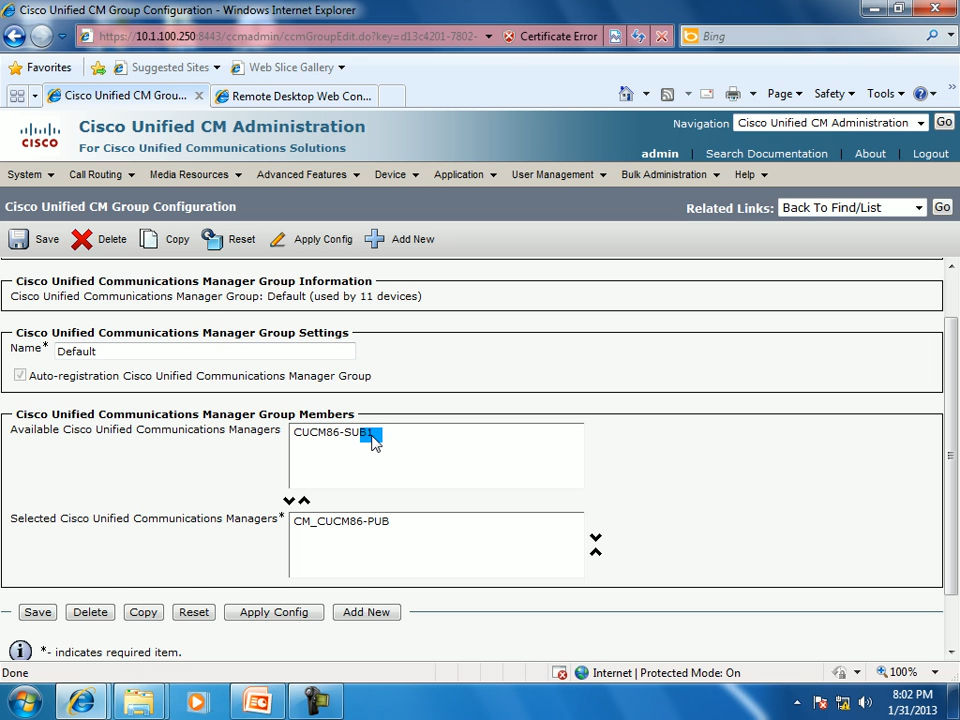 Cisco Unified CM Group Configuration - Windows Internet Explorer
https://10.1.100.250:8443/ccmadmin/ccmGroupEdit.do?key=d13c4201-7802- Certificate Error Bing
Favorites Suggested Sites Web Slice Gallery
Cisco Unified CM Grou... Remote Desktop Web Con... Page Safety Tools
Cisco Unified CM Administration Navigation Cisco Unified CM Administration Go
CISCO For Cisco Unified Communications Solutions admin | Search Documentation | About | Logout
System Call Routing Media Resources Advanced Features Device Application User Management Bulk Administration Help
Cisco Unified CM Group Configuration Related Links: Back To Find/List Go
Save Delete Copy Reset Apply Config Add New
Cisco Unified Communications Manager Group Information
Cisco Unified Communications Manager Group: Default (used by 11 devices)
Cisco Unified Communications Manager Group Settings
Name* Default
Auto-registration Cisco Unified Communications Manager Group
Cisco Unified Communications Manager Group Members
Available Cisco Unified Communications Managers CUCM86-SUB1
Selected Cisco Unified Communications Managers* CM_CUCM86-PUB
Save Delete Copy Reset Apply Config Add New
*- indicates required item.
Done Internet | Protected Mode: On 100%
8:02 PM
1/31/2013